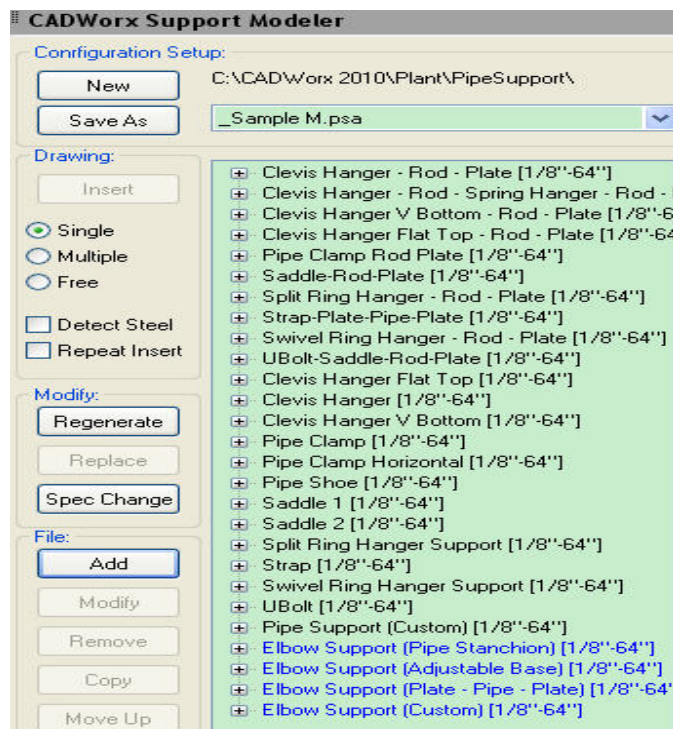 CADWorx Support Modeler
Conrfiguration Setup:
New
C:\CADWorx 2010\Plant\PipeSupport\
Save As
_Sample M.psa
Drawing:
Insert
Single
Multiple
Free
Detect Steel
Repeat Insert
Modify:
Regenerate
Replace
Spec Change
File:
Add
Modify
Remove
Copy
Move Up
Clevis Hanger - Rod - Plate [1/8"-64"]
Clevis Hanger - Rod - Spring Hanger - Rod -
Clevis Hanger V Bottom - Rod - Plate [1/8"-6
Clevis Hanger Flat Top - Rod - Plate [1/8"-64
Pipe Clamp Rod Plate [1/8"-64"]
Saddle-Rod-Plate [1/8"-64"]
Split Ring Hanger - Rod - Plate [1/8"-64"]
Strap-Plate-Pipe-Plate [1/8"-64"]
Swivel Ring Hanger - Rod - Plate [1/8"-64"]
UBolt-Saddle-Rod-Plate [1/8"-64"]
Clevis Hanger Flat Top [1/8"-64"]
Clevis Hanger [1/8"-64"]
Clevis Hanger V Bottom [1/8"-64"]
Pipe Clamp [1/8"-64"]
Pipe Clamp Horizontal [1/8"-64"]
Pipe Shoe [1/8"-64"]
Saddle 1 [1/8"-64"]
Saddle 2 [1/8"-64"]
Split Ring Hanger Support [1/8"-64"]
Strap [1/8"-64"]
Swivel Ring Hanger Support [1/8"-64"]
UBolt [1/8"-64"]
Pipe Support (Custom) [1/8"-64"]
Elbow Support (Pipe Stanchion) [1/8"-64"]
Elbow Support (Adjustable Base) [1/8"-64"]
Elbow Support (Plate - Pipe - Plate) [1/8"-64"
Elbow Support (Custom) [1/8"-64"]